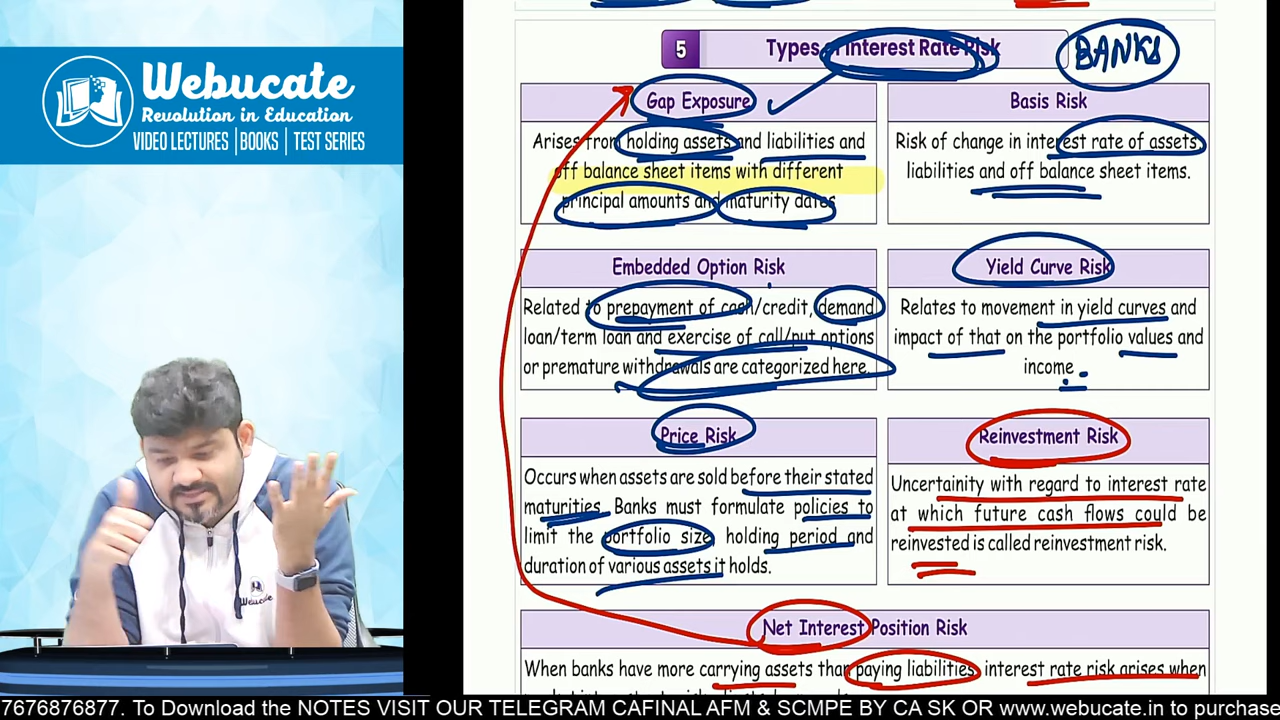 Webucate
Revolution in Education
VIDEO LECTURES | BOOKS | TEST SERIES
5
Types Interest Rate Risk
BANKS
Gap Exposure
Arises from holding assets and liabilities and
off balance sheet items with different
principal amounts and maturity dates
Basis Risk
Risk of change in interest rate of assets
liabilities and off balance sheet items.
Embedded Option Risk
Related to prepayment of cash/credit, demand
loan/term loan and exercise of call/put options
or premature withdrawals are categorized here.
Yield Curve Risk
Relates to movement in yield curves and
impact of that on the portfolio values and
income
Price Risk
Occurs when assets are sold before their stated
maturities. Banks must formulate policies to
limit the portfolio size, holding period and
duration of various assets it holds.
Reinvestment Risk
Uncertainity with regard to interest rate
at which future cash flows could be
reinvested is called reinvestment risk.
Net Interest Position Risk
When banks have more carrying assets than paying liabilities, interest rate risk arises when
Webucate
7676876877. To Download the NOTES VISIT OUR TELEGRAM CAFINAL AFM & SCMPE BY CA SK OR www.webucate.in to purchase